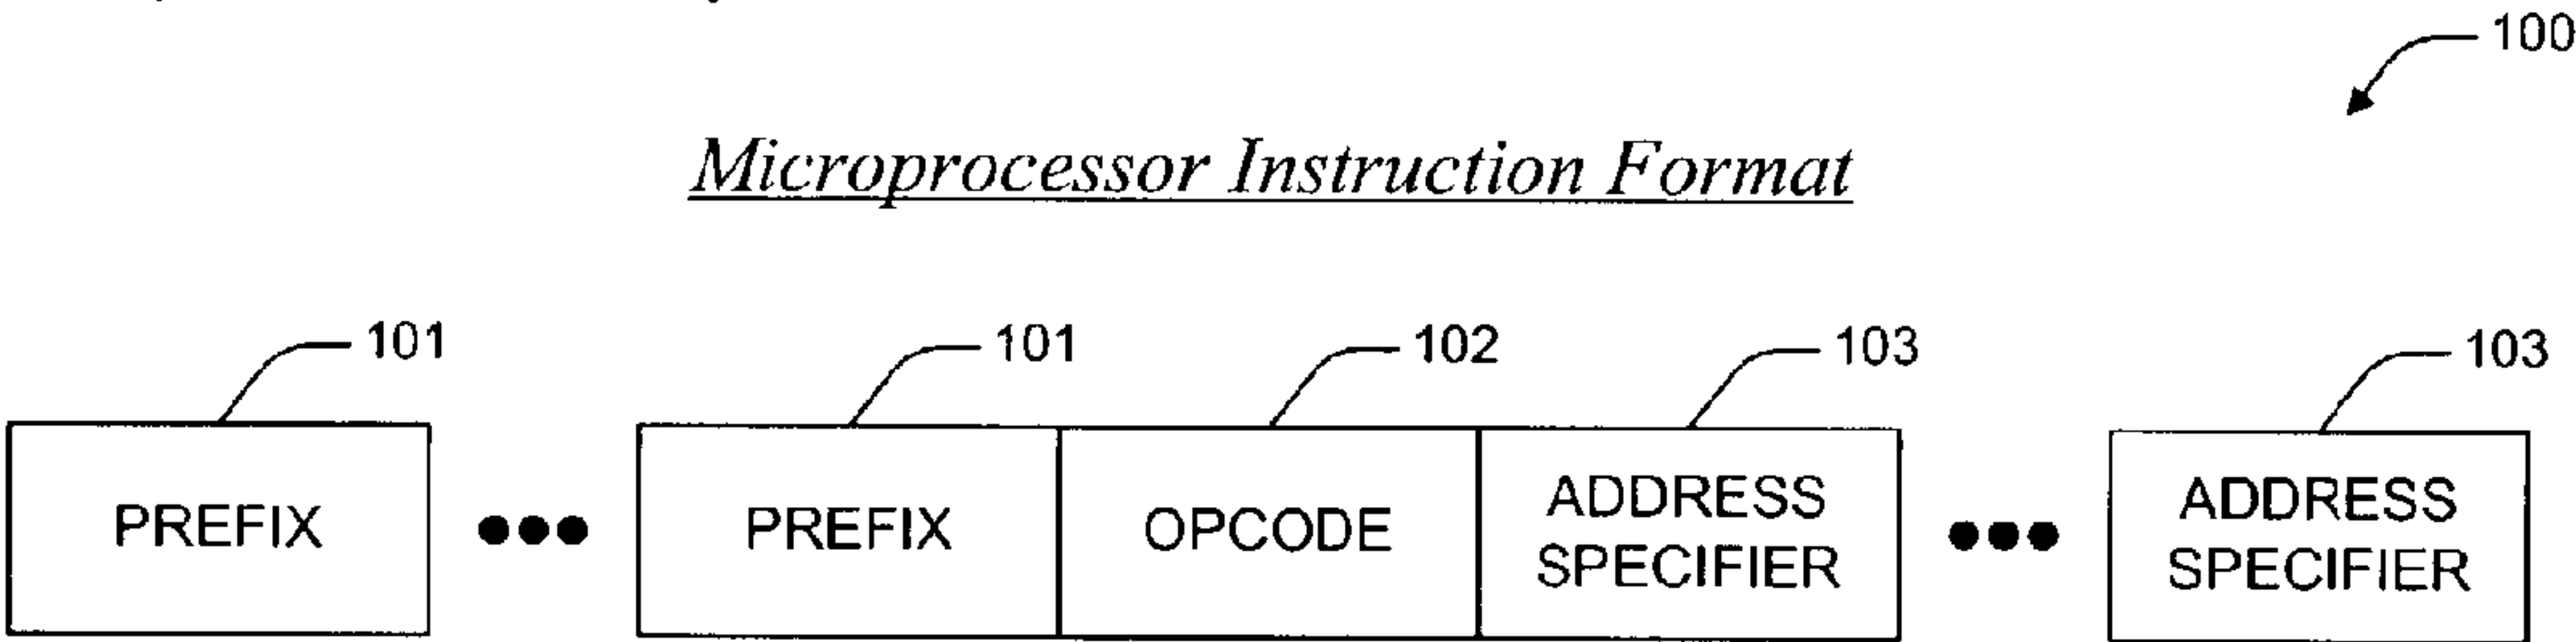 100
Microprocessor Instruction Format
101
101
102
103
103
PREFIX
●●●
PREFIX
OPCODE
ADDRESS
SPECIFIER
●●●
ADDRESS
SPECIFIER